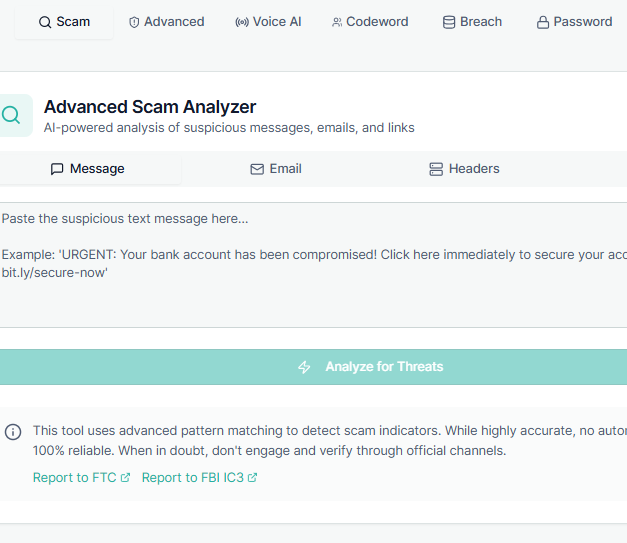 Scam Advanced Voice AI Codeword Breach Password
Advanced Scam Analyzer
AI-powered analysis of suspicious messages, emails, and links
Message Email Headers
Paste the suspicious text message here...
Example: 'URGENT: Your bank account has been compromised! Click here immediately to secure your
bit.ly/secure-now'
Analyze for Threats
This tool uses advanced pattern matching to detect scam indicators. While highly accurate, no
100% reliable. When in doubt, don't engage and verify through official channels.
Report to FTC Report to FBI IC3